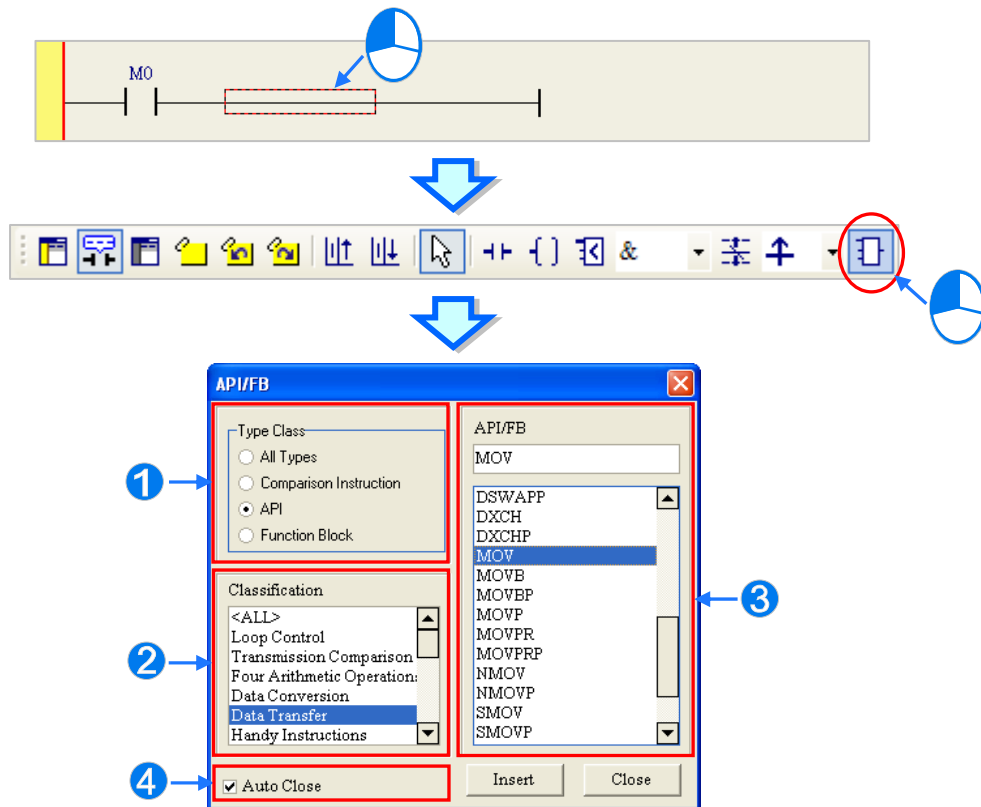 M0
&
API/FB
Type Class
All Types
Comparison Instruction
API
Function Block
1
Classification
<ALL>
Loop Control
Transmission Comparison
Four Arithmetic Operation:
Data Conversion
Data Transfer
Handy Instructions
2
API/FB
MOV
DSWAPP
DXCH
DXCHP
MOV
MOVB
MOVBP
MOVP
MOVPR
MOVPRP
NMOV
NMOVP
SMOV
SMOVP
3
4
Auto Close
Insert
Close